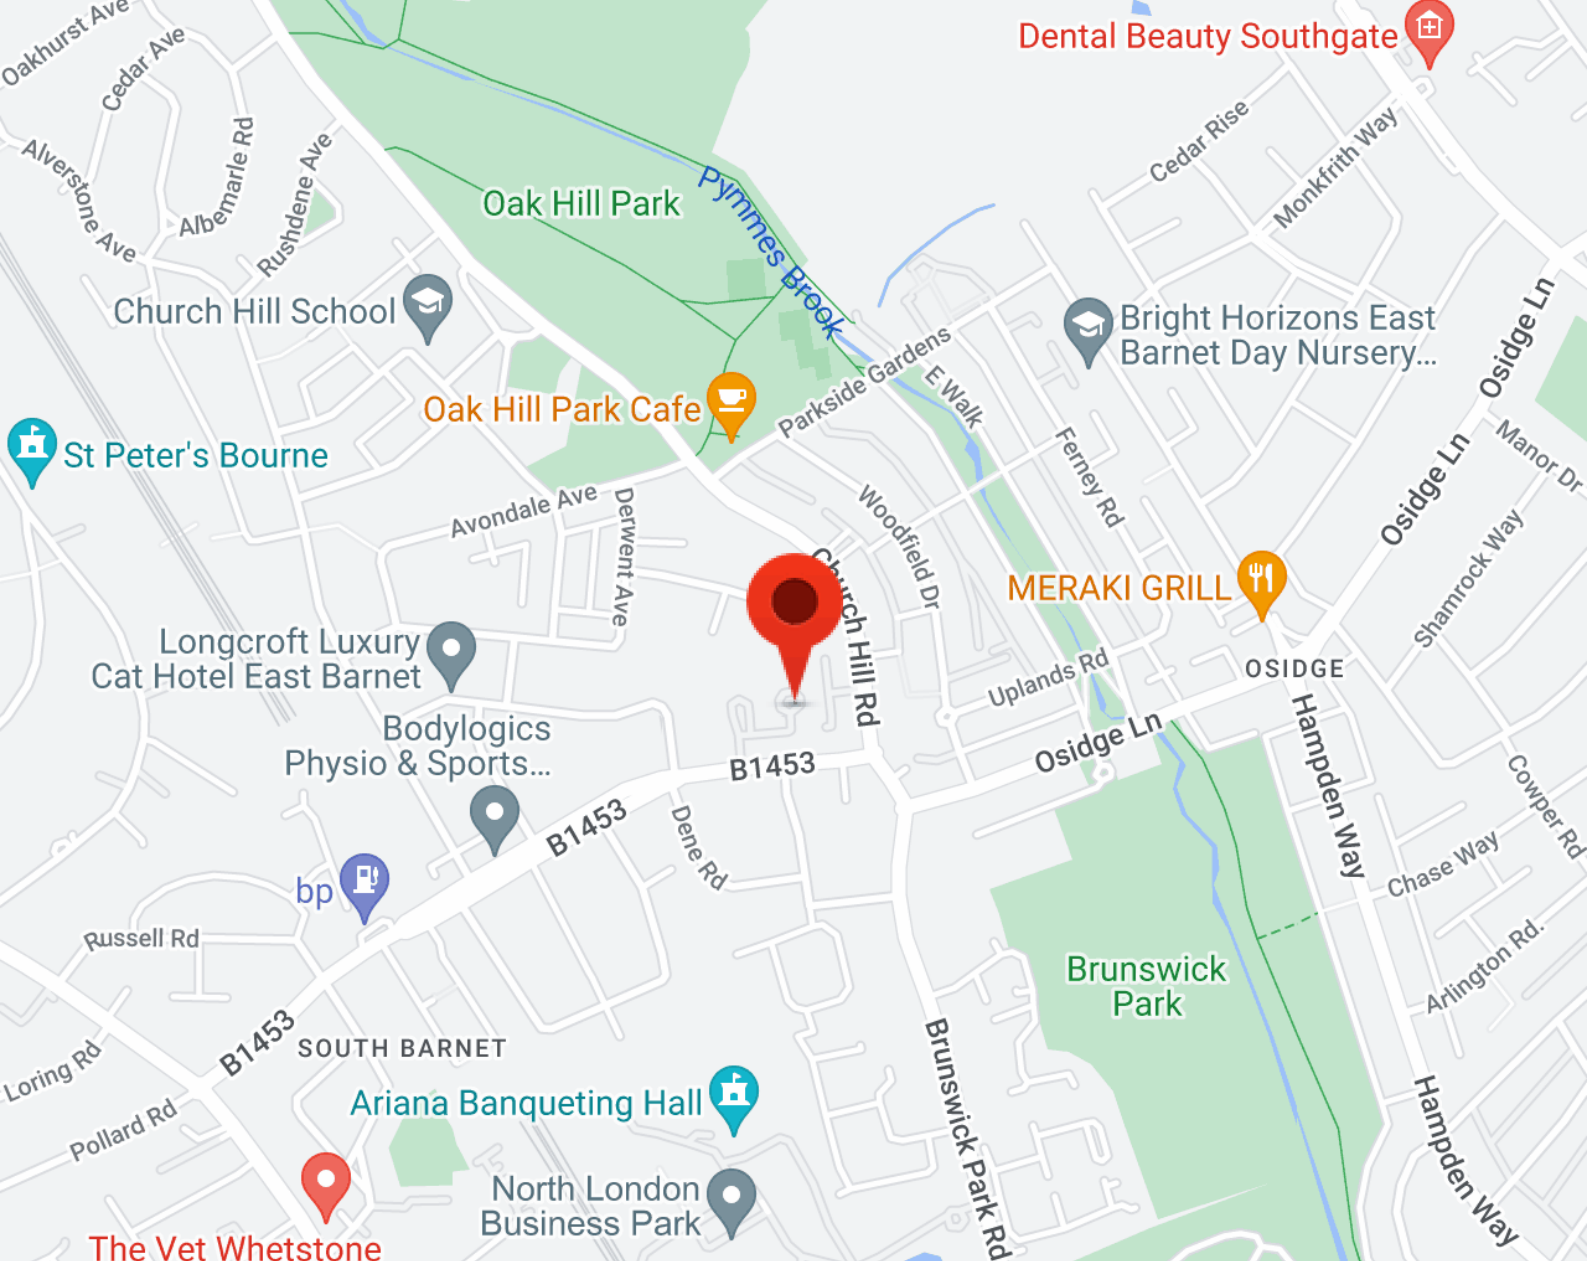 Oakhurst Ave
Cedar Ave
Dental Beauty Southgate
Cedar Rise
Monkfrith Way
Alverstone Ave
Albemarle Rd
Rushdene Ave
Oak Hill Park
Pymmes Brook
Church Hill School
Bright Horizons East
Barnet Day Nursery...
Osidge Ln
Parkside Gardens
E Walk
Oak Hill Park Cafe
St Peter's Bourne
Avondale Ave
Derwent Ave
Woodfield Dr
Ferney Rd
Osidge Ln
Manor Dr
Shamrock Way
Church Hill Rd
MERAKI GRILL
OSIDGE
Longcroft Luxury
Cat Hotel East Barnet
Uplands Rd
Bodylogics
Physio & Sports...
B1453
Osidge Ln
Hampden Way
Cowper Rd
B1453
Dene Rd
Chase Way
bp
Russell Rd
Brunswick
Park
Arlington Rd.
B1453
SOUTH BARNET
Loring Rd
Pollard Rd
Ariana Banqueting Hall
Brunswick Park Rd
Hampden Way
North London
Business Park
The Vet Whetstone